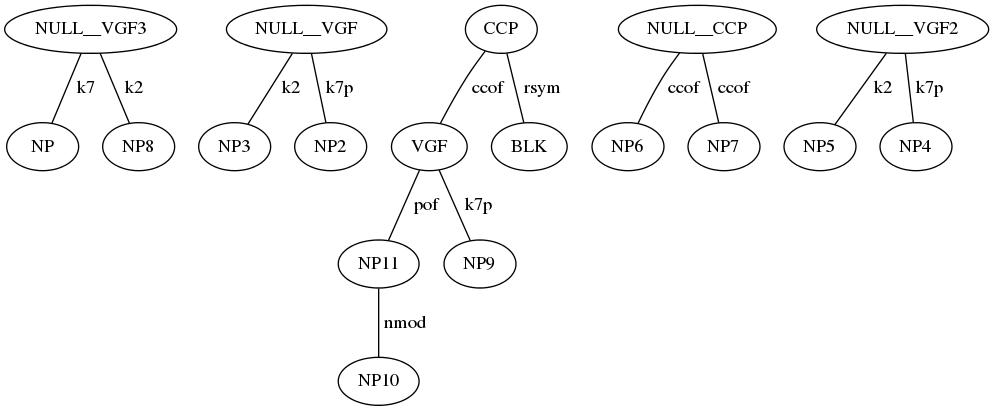 NULL__VGF3 NULL__VGF CCP NULL__CCP NULL__VGF2
k7 k2 k2 k7p ccof rsym ccof ccof k2 k7p
NP NP8 NP3 NP2 VGF BLK NP6 NP7 NP5 NP4
pof k7p
NP11 NP9
nmod
NP10